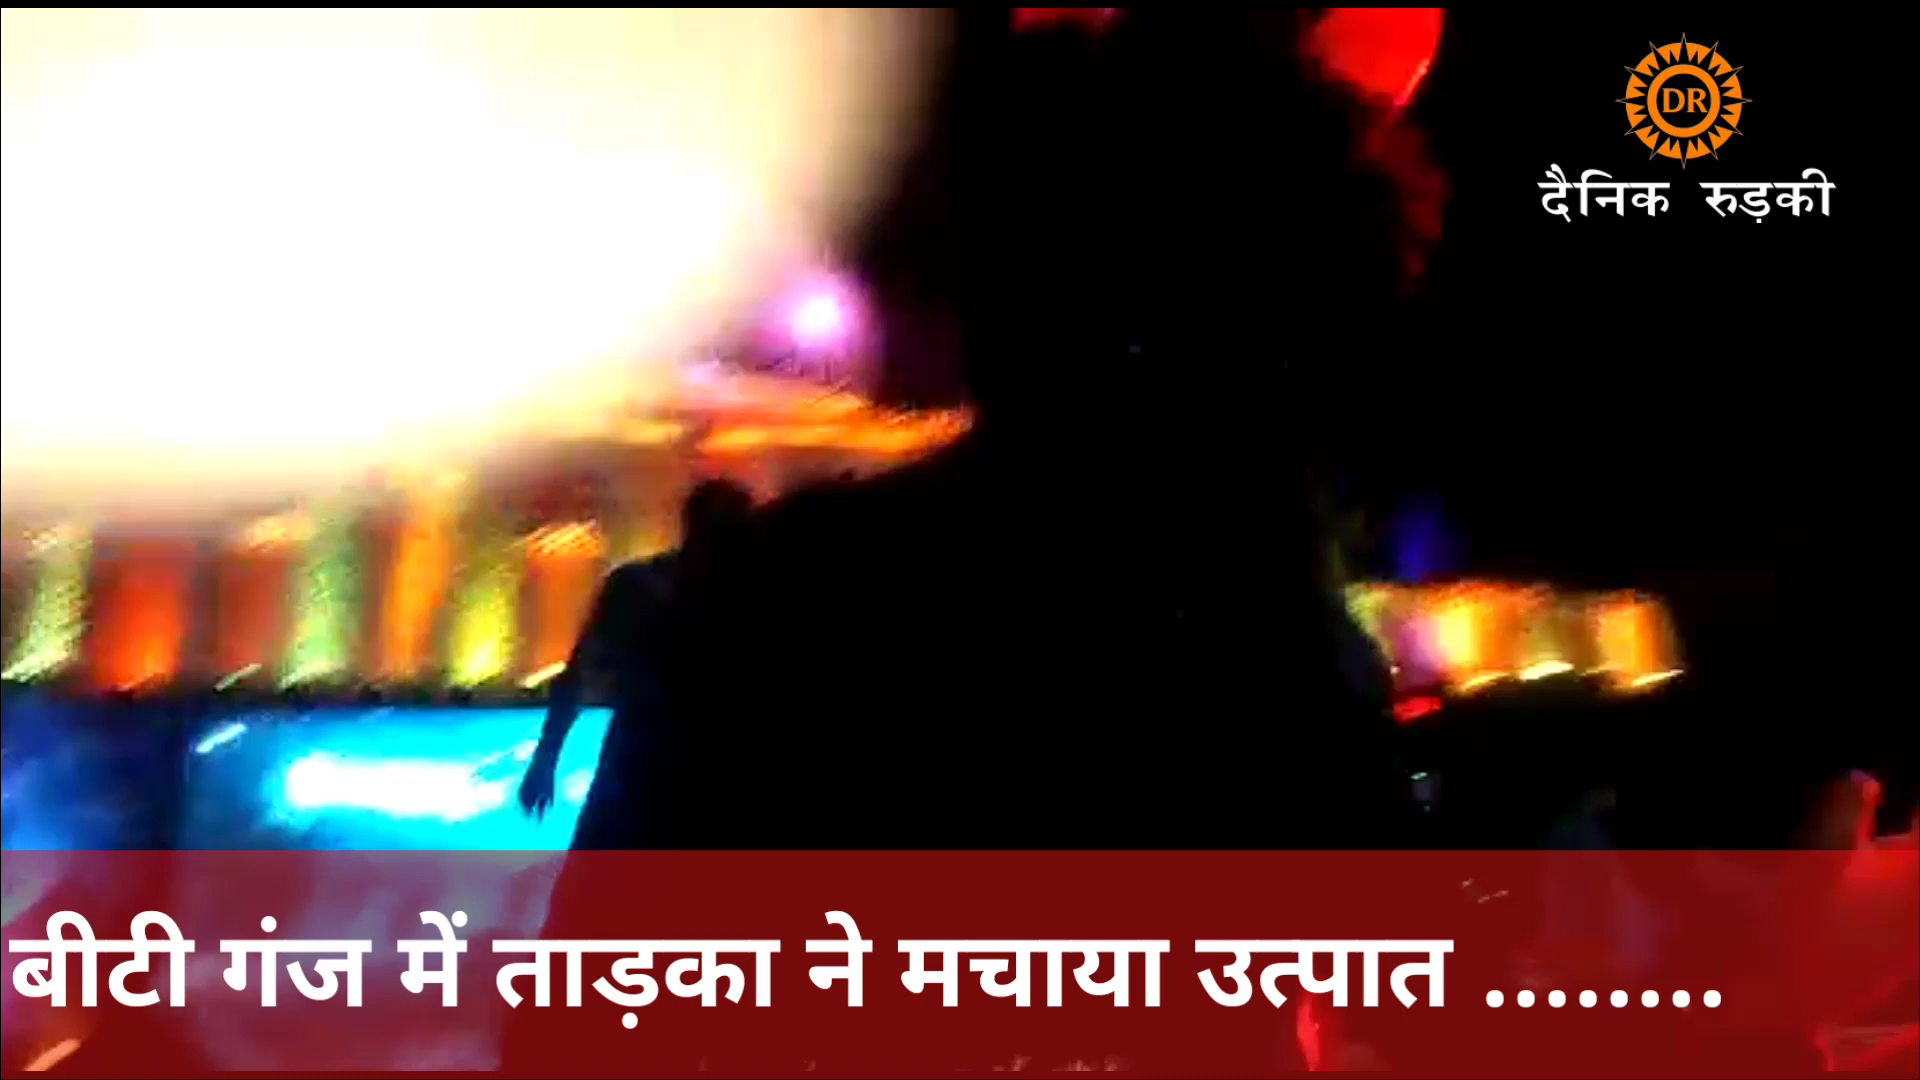 DR
दैनिक रुड़की
बीटी गंज में ताड़का ने मचाया उत्पात ........